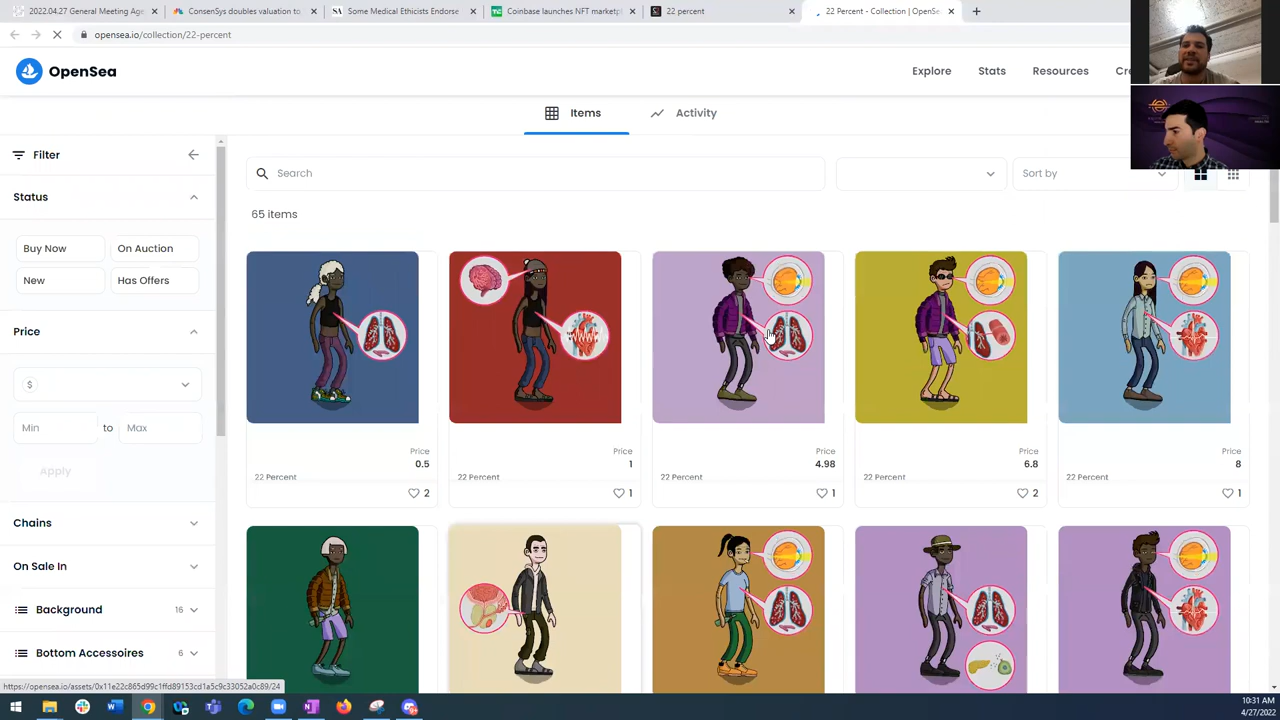 2022.04.27 General Meeting Age
ConsenSys doubles valuation to
Some Medical Ethicists Endorse
Coinbase launches NFT marketpl
22 percent
22 Percent - Collection | OpenSe
opensea.io/collection/22-percent
OpenSea
Explore
Stats
Resources
Items
Activity
Filter
Search
Sort by
Status
65 items
Buy Now
On Auction
New
Has Offers
Price
$
Min
to
Max
Apply
Price
0.5
22 Percent
2
Price
1
22 Percent
1
Price
4.98
22 Percent
1
Price
6.8
22 Percent
2
Price
8
22 Percent
1
Chains
On Sale In
Background
16
Bottom Accessoires
6
https://opensea.io/assets/0x11e22c865d99c1ffd89153cd1a5c9c33052a0c89/24
10:31 AM
4/27/2022